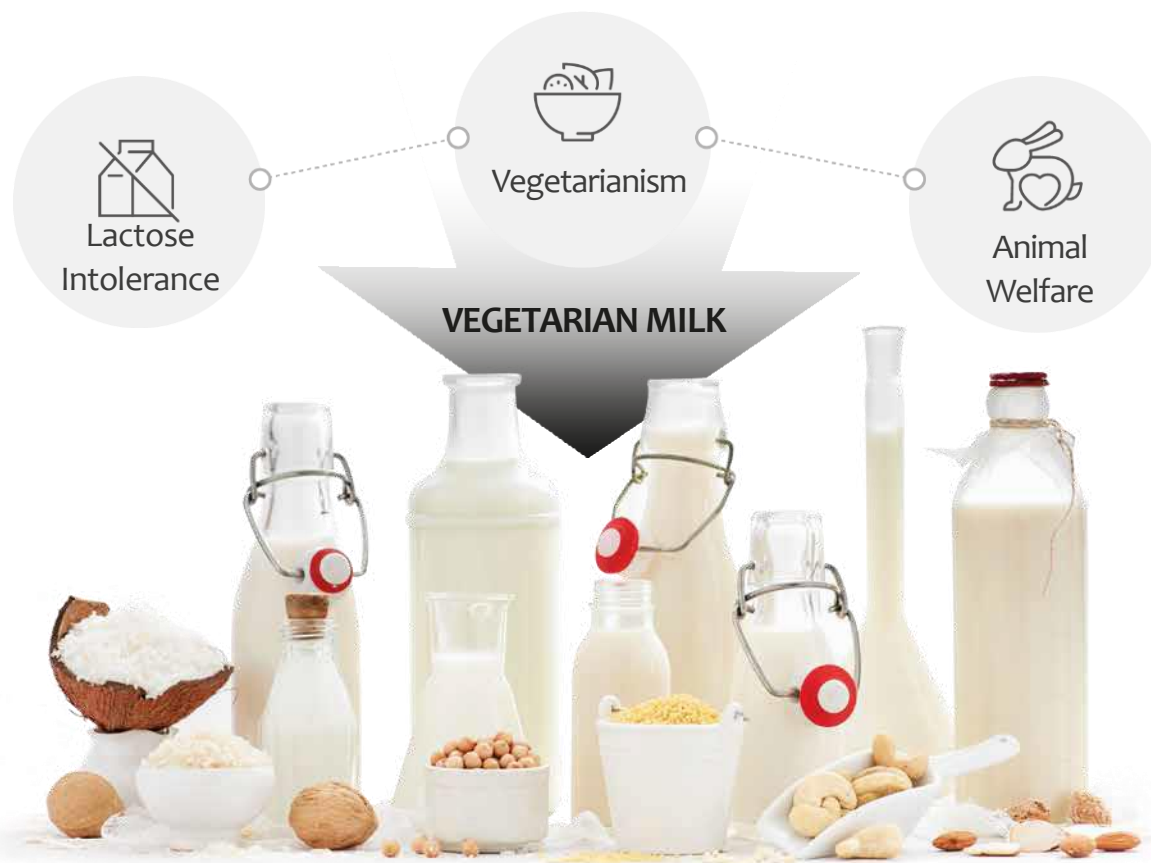 Vegetarianism
Lactose
Intolerance
Animal
Welfare
VEGETARIAN MILK